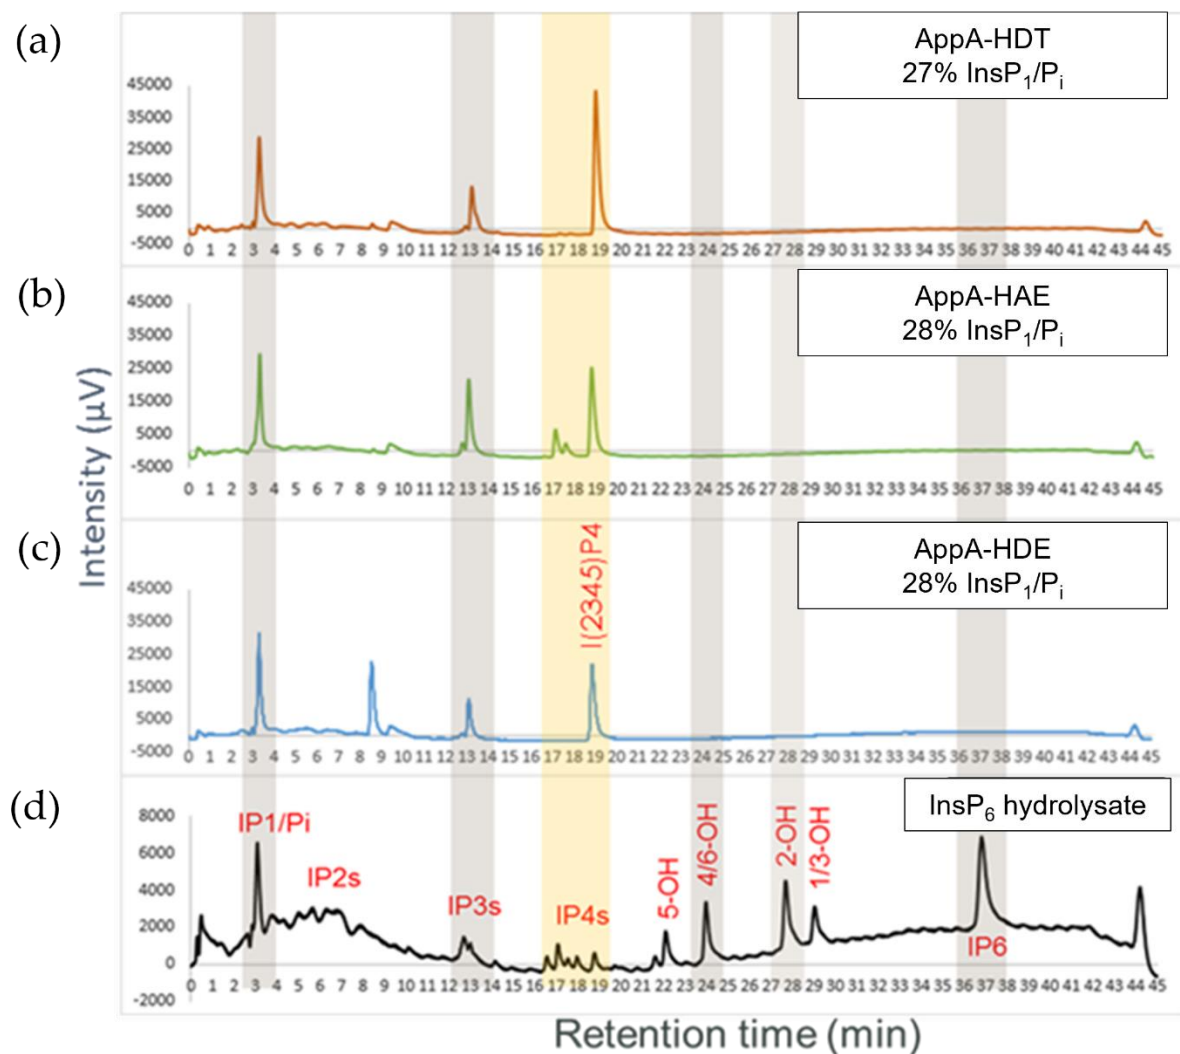 (a)
AppA-HDT
27% InsP₁/Pᵢ
45000
35000
25000
15000
5000
-5000
0 1 2 3 4 5 6 7 8 9 10 11 12 13 14 15 16 17 18 19 20 21 22 23 24 25 26 27 28 29 30 31 32 33 34 35 36 37 38 39 40 41 42 43 44 45
(b)
AppA-HAE
28% InsP₁/Pᵢ
45000
35000
25000
15000
5000
-5000
0 1 2 3 4 5 6 7 8 9 10 11 12 13 14 15 16 17 18 19 20 21 22 23 24 25 26 27 28 29 30 31 32 33 34 35 36 37 38 39 40 41 42 43 44 45
Intensity (µV)
(c)
AppA-HDE
28% InsP₁/Pᵢ
I(2345)P4
45000
35000
25000
15000
5000
-5000
0 1 2 3 4 5 6 7 8 9 10 11 12 13 14 15 16 17 18 19 20 21 22 23 24 25 26 27 28 29 30 31 32 33 34 35 36 37 38 39 40 41 42 43 44 45
(d)
InsP₆ hydrolysate
8000
6000
4000
2000
0
-2000
IP1/Pi
IP2s
IP3s
IP4s
5-OH
4/6-OH
2-OH
1/3-OH
IP6
0 1 2 3 4 5 6 7 8 9 10 11 12 13 14 15 16 17 18 19 20 21 22 23 24 25 26 27 28 29 30 31 32 33 34 35 36 37 38 39 40 41 42 43 44 45
Retention time (min)